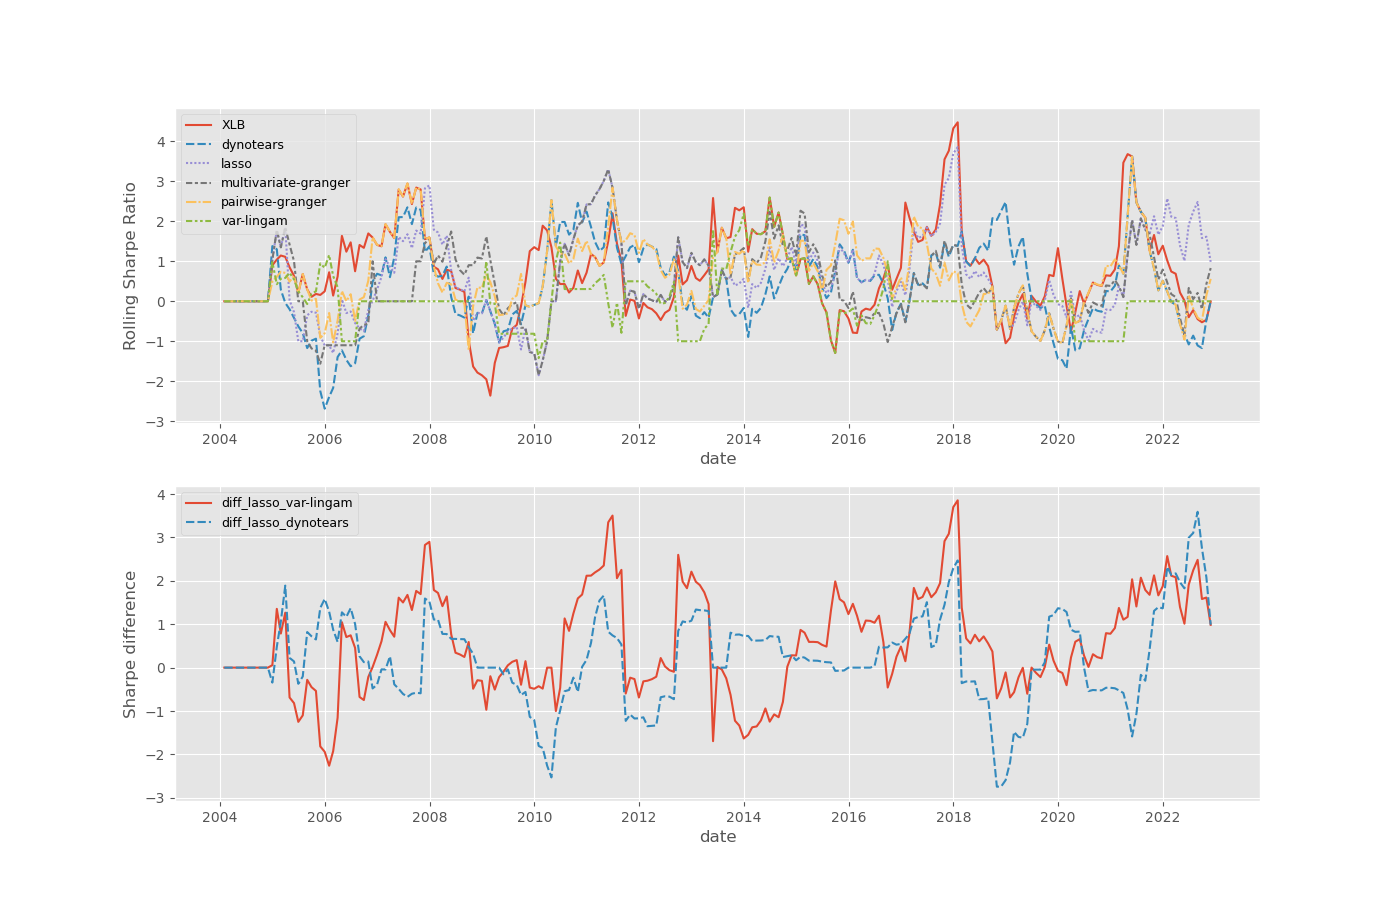 Rolling Sharpe Ratio
4
3
2
1
0
−1
−2
−3
XLB
dynotears
lasso
multivariate-granger
pairwise-granger
var-lingam
2004 2006 2008 2010 2012 2014 2016 2018 2020 2022
date
Sharpe difference
4
3
2
1
0
−1
−2
−3
diff_lasso_var-lingam
diff_lasso_dynotears
2004 2006 2008 2010 2012 2014 2016 2018 2020 2022
date